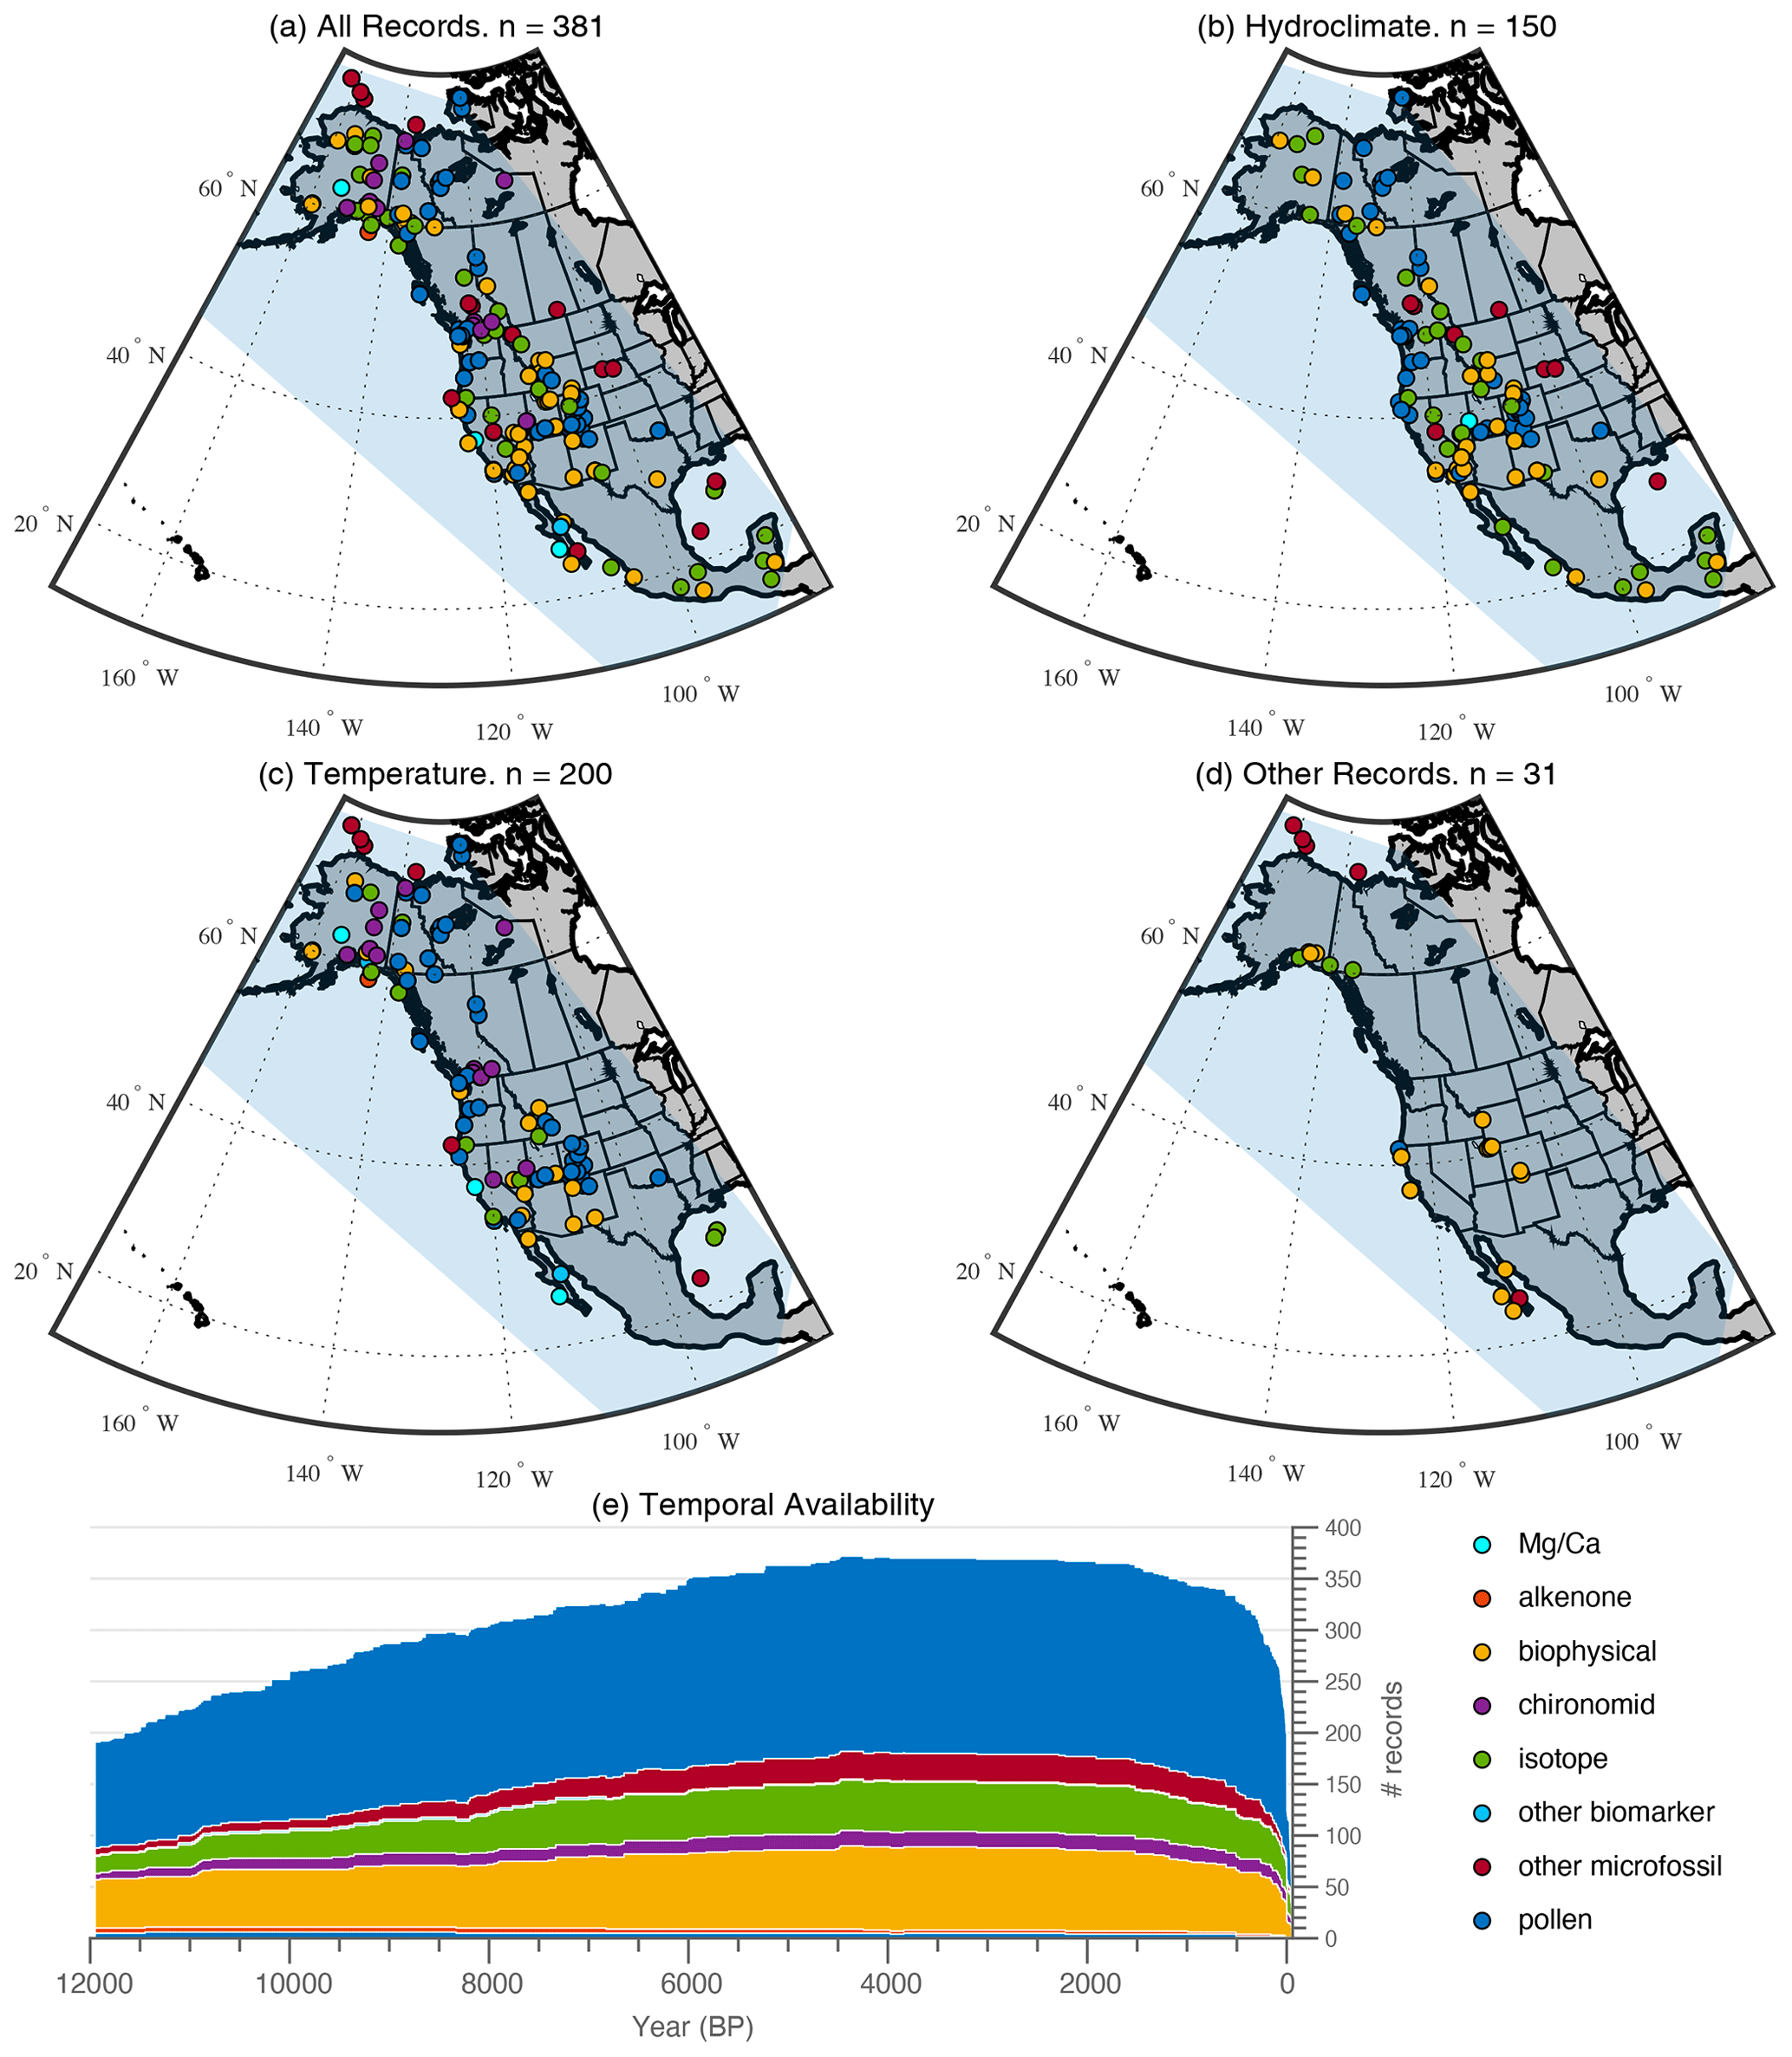 (a) All Records. n = 381
60° N
40° N
20° N
160° W
140° W
120° W
100° W
(b) Hydroclimate. n = 150
60° N
40° N
20° N
160° W
140° W
120° W
100° W
(c) Temperature. n = 200
60° N
40° N
20° N
160° W
140° W
120° W
100° W
(d) Other Records. n = 31
60° N
40° N
20° N
160° W
140° W
120° W
100° W
(e) Temporal Availability
400
350
300
250
200
150
100
50
0
# records
12000 10000 8000 6000 4000 2000 0
Year (BP)
Mg/Ca
alkenone
biophysical
chironomid
isotope
other biomarker
other microfossil
pollen